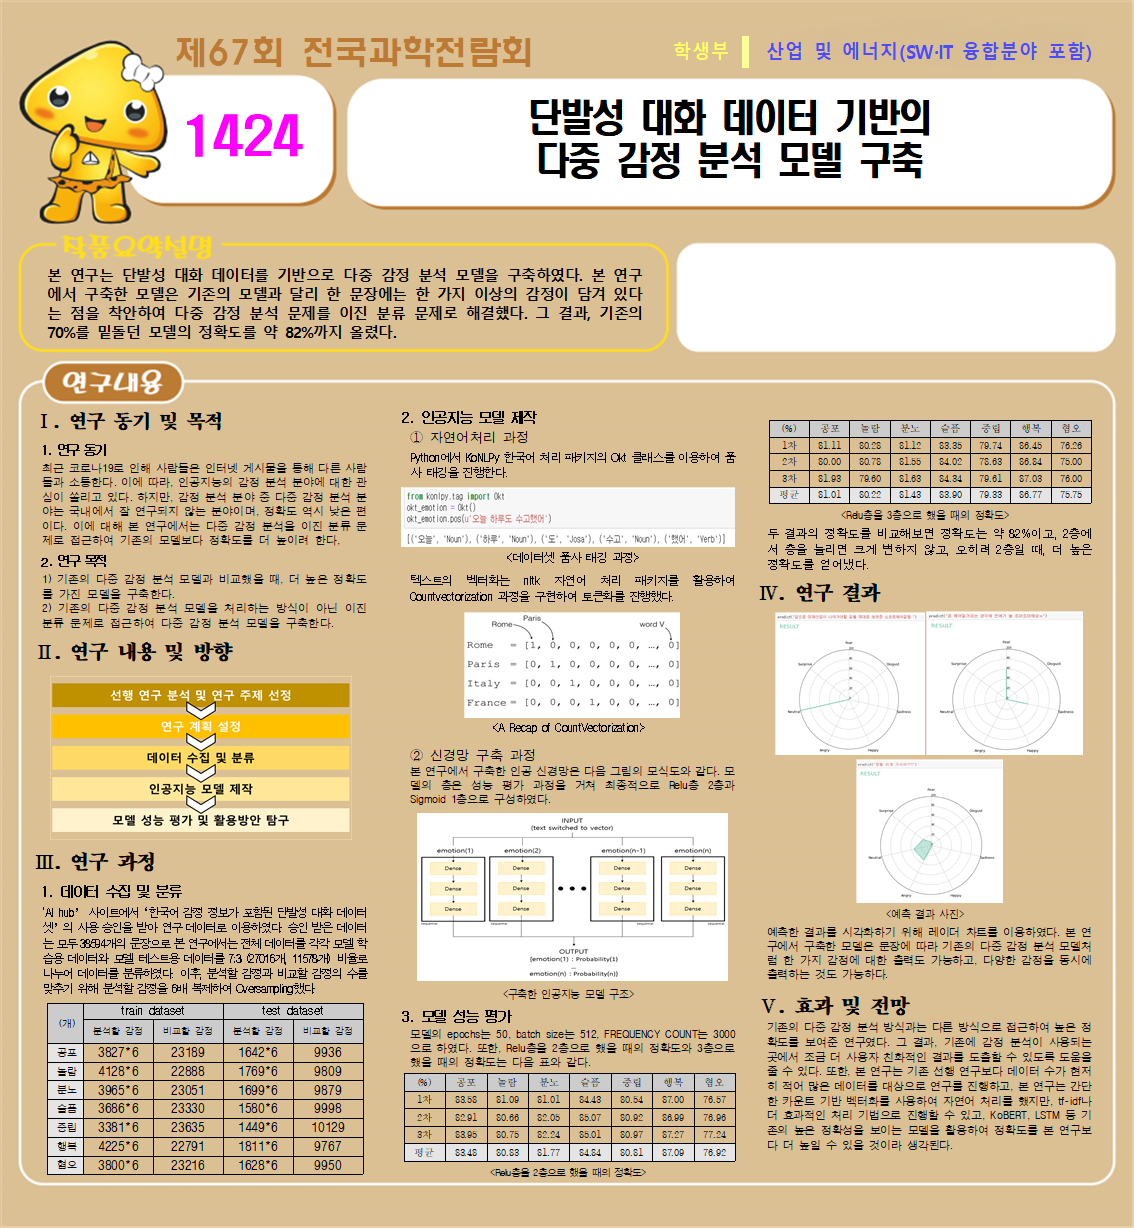 제67회 전국과학전람회
학생부
산업 및 에너지(SW·IT 융합분야 포함)
1424
단발성 대화 데이터 기반의
다중 감정 분석 모델 구축
작품요약설명
본 연구는 단발성 대화 데이터를 기반으로 다중 감정 분석 모델을 구축하였다. 본 연구
에서 구축한 모델은 기존의 모델과 달리 한 문장에는 한 가지 이상의 감정이 담겨 있다
는 점을 착안하여 다중 감정 분석 문제를 이진 분류 문제로 해결했다. 그 결과, 기존의
70%를 밑돌던 모델의 정확도를 약 82%까지 올렸다.
연구내용
Ⅰ. 연구 동기 및 목적
1. 연구 동기
최근 코로나19로 인해 사람들은 인터넷 게시물을 통해 다른 사람
들과 소통한다. 이에 따라, 인공지능의 감정 분석 분야에 대한 관
심이 쏠리고 있다. 하지만, 감정 분석 분야 중 다중 감정 분석 분
야는 국내에서 잘 연구되지 않는 분야이며, 정확도 역시 낮은 편
이다. 이에 대해 본 연구에서는 다중 감정 분석을 이진 분류 문
제로 접근하여 기존의 모델보다 정확도를 더 높이려 한다.
2. 연구 목적
1) 기존의 다중 감정 분석 모델과 비교했을 때, 더 높은 정확도
를 가진 모델을 구축한다.
2) 기존의 다중 감정 분석 모델을 처리하는 방식이 아닌 이진
분류 문제로 접근하여 다중 감정 분석 모델을 구축한다.
Ⅱ. 연구 내용 및 방향
선행 연구 분석 및 연구 주제 선정
연구 계획 설정
데이터 수집 및 분류
인공지능 모델 제작
모델 성능 평가 및 활용방안 탐구
Ⅲ. 연구 과정
1. 데이터 수집 및 분류
'AI hub' 사이트에서 '한국어 감정 정보가 포함된 단발성 대화 데이터
셋' 의 사용 승인을 받아 연구 데이터로 이용하였다. 승인 받은 데이터
는 모두 38594개의 문장으로 본 연구에서는 전체 데이터를 각각 모델 학
습용 데이터와 모델 테스트용 데이터를 7:3 (27016개, 11578개) 비율로
나누어 데이터를 분류하였다. 이후, 분석할 감정과 비교할 감정의 수를
맞추기 위해 분석할 감정을 6배 복제하여 Oversampling했다.
(개) train dataset test dataset
분석할 감정 비교할 감정 분석할 감정 비교할 감정
공포 3827*6 23189 1642*6 9936
놀람 4128*6 22888 1769*6 9809
분노 3965*6 23051 1699*6 9879
슬픔 3686*6 23330 1580*6 9998
중립 3381*6 23635 1449*6 10129
행복 4225*6 22791 1811*6 9767
혐오 3800*6 23216 1628*6 9950
2. 인공지능 모델 제작
① 자연어처리 과정
Python에서 KoNLPy 한국어 처리 패키지의 Okt 클래스를 이용하여 품
사 태깅을 진행한다.
from konlpy.tag import Okt
okt_emotion = Okt()
okt_emotion.pos(u'오늘 하루도 수고했어')
[('오늘', 'Noun'), ('하루', 'Noun'), ('도', 'Josa'), ('수고', 'Noun'), ('했어', 'Verb')]
<데이터셋 품사 태깅 과정>
텍스트의 벡터화는 nltk 자연어 처리 패키지를 활용하여
Countvectorization 과정을 구현하여 토큰화를 진행했다.
Rome Paris word V
Rome = [1, 0, 0, 0, 0, 0, …, 0]
Paris = [0, 1, 0, 0, 0, 0, …, 0]
Italy = [0, 0, 1, 0, 0, 0, …, 0]
France = [0, 0, 0, 1, 0, 0, …, 0]
<A Recap of CountVectorization>
② 신경망 구축 과정
본 연구에서 구축한 인공 신경망은 다음 그림의 모식도와 같다. 모
델의 층은 성능 평가 과정을 거쳐 최종적으로 Relu층 2층과
Sigmoid 1층으로 구성하였다.
INPUT
(text switched to vector)
emotion(1) emotion(2) emotion(n-1) emotion(n)
Dense Dense Dense Dense
Dense Dense • • • Dense Dense
Dense Dense Dense Dense
sequential sequential sequential sequential
OUTPUT
(emotion(1) : Probability(1)
...
emotion(n) : Probability(n))
<구축한 인공지능 모델 구조>
3. 모델 성능 평가
모델의 epochs는 50, batch size는 512, FREQUENCY COUNT는 3000
으로 하였다. 또한, Relu층을 2층으로 했을 때의 정확도와 3층으로
했을 때의 정확도는 다음 표와 같다.
(%) 공포 놀람 분노 슬픔 중립 행복 혐오
1차 83.58 81.09 81.01 84.43 80.54 87.00 76.57
2차 82.91 80.66 82.05 85.07 80.92 86.99 76.96
3차 83.95 80.75 82.24 85.01 80.97 87.27 77.24
평균 83.48 80.83 81.77 84.84 80.81 87.09 76.92
<Relu층을 2층으로 했을 때의 정확도>
(%) 공포 놀람 분노 슬픔 중립 행복 혐오
1차 81.11 80.28 81.12 83.35 79.74 86.45 76.26
2차 80.00 80.78 81.55 84.02 78.63 86.84 75.00
3차 81.93 79.60 81.63 84.34 79.61 87.03 76.00
평균 81.01 80.22 81.43 83.90 79.33 86.77 75.75
<Relu층을 3층으로 했을 때의 정확도>
두 결과의 정확도를 비교해보면 정확도는 약 82%이고, 2층에
서 층을 늘리면 크게 변하지 않고, 오히려 2층일 때, 더 높은
정확도를 얻어냈다.
Ⅳ. 연구 결과
RESULT
Fear
Surprise Disgust
Neutral Sadness
Angry Happy
RESULT
Fear
Surprise Disgust
Neutral Sadness
Angry Happy
RESULT
Fear
Surprise Disgust
Neutral Sadness
Angry Happy
<예측 결과 사진>
예측한 결과를 시각화하기 위해 레이더 차트를 이용하였다. 본 연
구에서 구축한 모델은 문장에 따라 기존의 다중 감정 분석 모델처
럼 한 가지 감정에 대한 출력도 가능하고, 다양한 감정을 동시에
출력하는 것도 가능하다.
Ⅴ. 효과 및 전망
기존의 다중 감정 분석 방식과는 다른 방식으로 접근하여 높은 정
확도를 보여준 연구였다. 그 결과, 기존에 감정 분석이 사용되는
곳에서 조금 더 사용자 친화적인 결과를 도출할 수 있도록 도움을
줄 수 있다. 또한, 본 연구는 기존 선행 연구보다 데이터 수가 현저
히 적어 많은 데이터를 대상으로 연구를 진행하고, 본 연구는 간단
한 카운트 기반 벡터화를 사용하여 자연어 처리를 했지만, tf-idf나
더 효과적인 처리 기법으로 진행할 수 있고, KoBERT, LSTM 등 기
존의 높은 정확성을 보이는 모델을 활용하여 정확도를 본 연구보
다 더 높일 수 있을 것이라 생각된다.